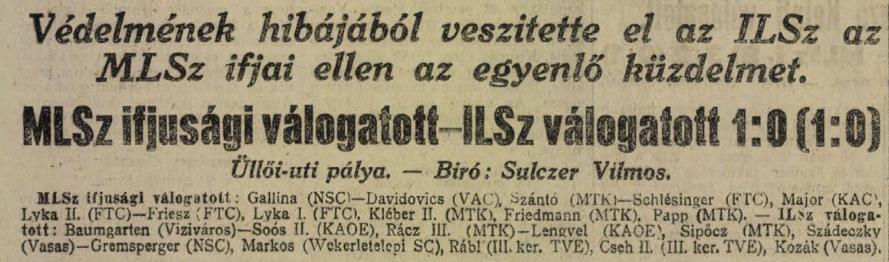 Védelmének hibájából veszitette el az ILSz az
MLSz ifjai ellen az egyenlő küzdelmet.
MLSz ifjusági válogatott—ILSz válogatott 1:0 (1:0)
Üllői-uti pálya. — Biró: Sulczer Vilmos.
MLSz ifjusági válogatott: Gallina (NSC)—Davidovics (VAC), Szántó (MTK)—Schlésinger (FTC), Major (KAC),
Lyka II. (FTC)—Friesz (FTC), Lyka I. (FTC), Kléber II. (MTK), Friedmann (MTK), Papp (MTK). — ILSz váloga-
tott: Baumgarten (Viziváros)—Soós II. (KAOE), Rácz III. (MTK)—Lengyel (KAOE), Sipőcz (MTK), Szádeczky
(Vasas)—Gremsperger (NSC), Markos (Wekerletelepi SC), Rábl (III. ker. TVE), Cseh II. (III. ker. TVE), Kozák (Vasas).